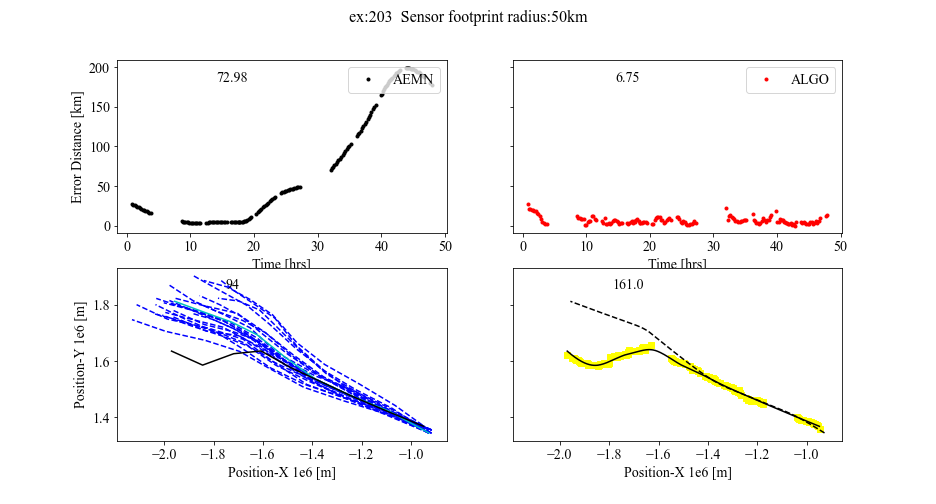 ex:203 Sensor footprint radius:50km
200
150
100
50
0
Error Distance [km]
72.98
AEMN
0 10 20 30 40 50
Time [hrs]
6.75
ALGO
0 10 20 30 40 50
Time [hrs]
1.8
1.6
1.4
Position-Y 1e6 [m]
94
−2.0 −1.8 −1.6 −1.4 −1.2 −1.0
Position-X 1e6 [m]
161.0
−2.0 −1.8 −1.6 −1.4 −1.2 −1.0
Position-X 1e6 [m]